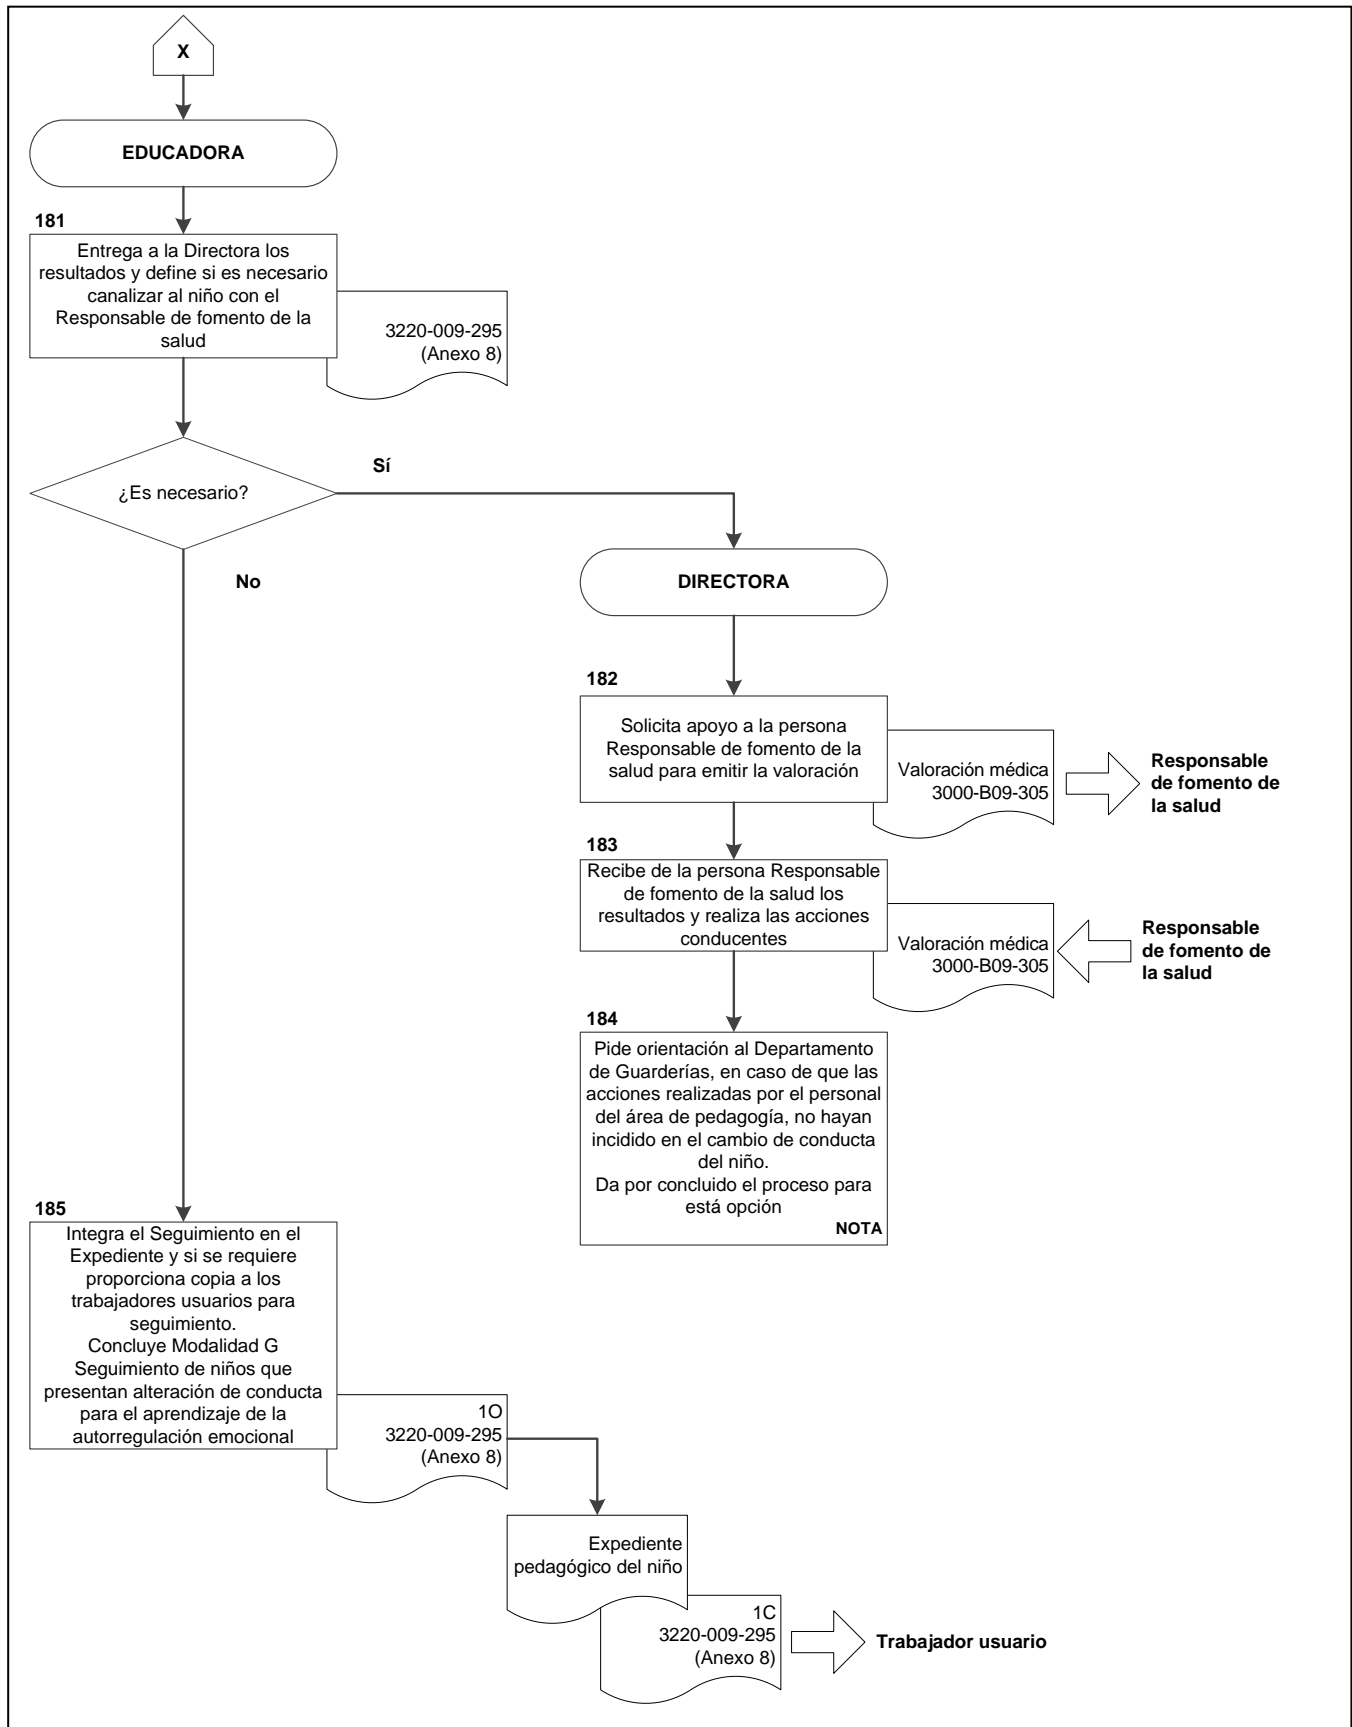 X
EDUCADORA
181
Entrega a la Directora los
resultados y define si es necesario
canalizar al niño con el
Responsable de fomento de la
salud
3220-009-295
(Anexo 8)
¿Es necesario?
Sí
No
DIRECTORA
182
Solicita apoyo a la persona
Responsable de fomento de la
salud para emitir la valoración
Valoración médica
3000-B09-305
Responsable
de fomento de
la salud
183
Recibe de la persona Responsable
de fomento de la salud los
resultados y realiza las acciones
conducentes
Valoración médica
3000-B09-305
Responsable
de fomento de
la salud
184
Pide orientación al Departamento
de Guarderías, en caso de que las
acciones realizadas por el personal
del área de pedagogía, no hayan
incidido en el cambio de conducta
del niño.
Da por concluido el proceso para
está opción
NOTA
185
Integra el Seguimiento en el
Expediente y si se requiere
proporciona copia a los
trabajadores usuarios para
seguimiento.
Concluye Modalidad G
Seguimiento de niños que
presentan alteración de conducta
para el aprendizaje de la
autorregulación emocional
1O
3220-009-295
(Anexo 8)
Expediente
pedagógico del niño
1C
3220-009-295
(Anexo 8)
Trabajador usuario